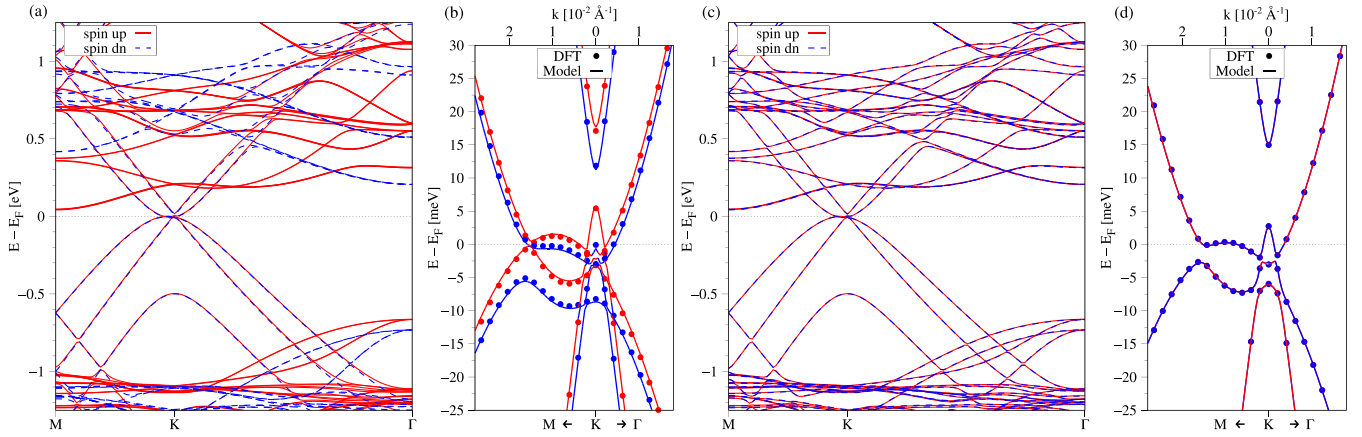 (a)
spin up
spin dn
E − E_F [eV]
1
0.5
0
−0.5
−1
M
K
Γ
(b)
k [10⁻² Å⁻¹]
2
1
0
1
DFT
Model
E − E_F [meV]
30
25
20
15
10
5
0
−5
−10
−15
−20
−25
M ← K → Γ
(c)
spin up
spin dn
E − E_F [eV]
1
0.5
0
−0.5
−1
M
K
Γ
(d)
k [10⁻² Å⁻¹]
2
1
0
1
DFT
Model
E − E_F [meV]
30
25
20
15
10
5
0
−5
−10
−15
−20
−25
M ← K → Γ